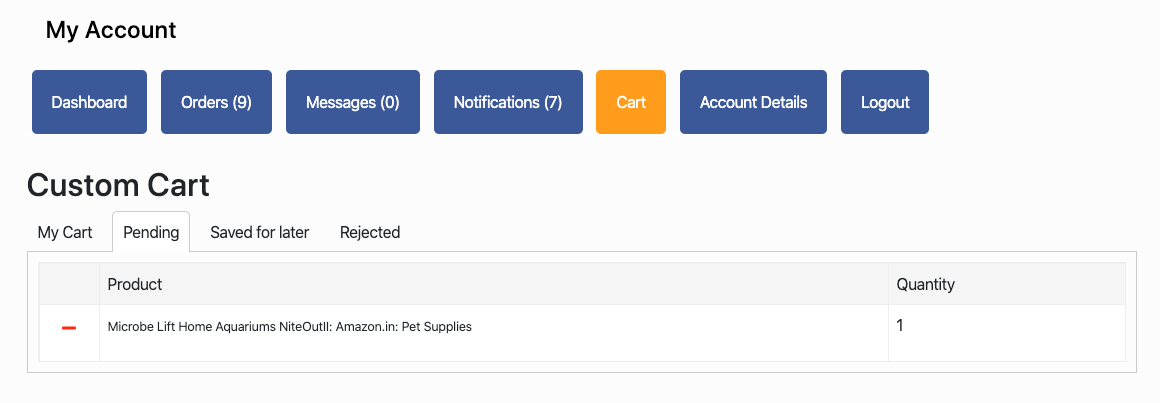 My Account
Dashboard Orders (9) Messages (0) Notifications (7) Cart Account Details Logout
Custom Cart
My Cart Pending Saved for later Rejected
Product Quantity
Microbe Lift Home Aquariums NiteOutII: Amazon.in: Pet Supplies 1